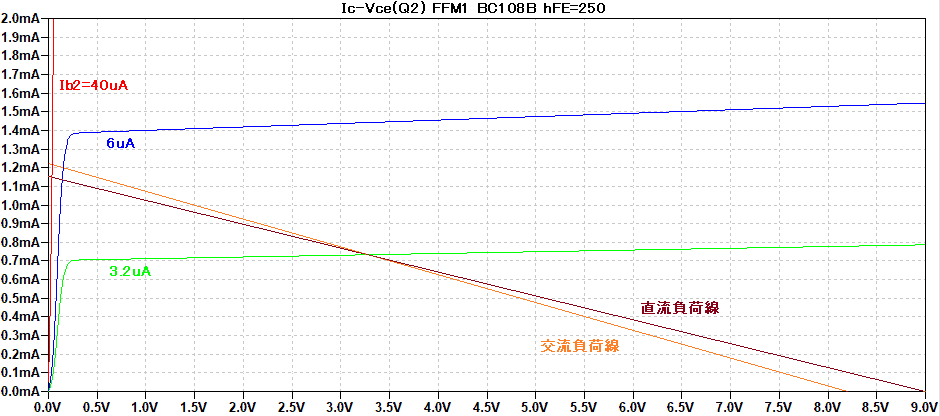 Ic-Vce(Q2) FFM1 BC108B hFE=250
2.0mA
1.9mA
1.8mA
1.7mA
1.6mA
1.5mA
1.4mA
1.3mA
1.2mA
1.1mA
1.0mA
0.9mA
0.8mA
0.7mA
0.6mA
0.5mA
0.4mA
0.3mA
0.2mA
0.1mA
0.0mA
Ib2=40uA
6uA
3.2uA
直流負荷線
交流負荷線
0.0V 0.5V 1.0V 1.5V 2.0V 2.5V 3.0V 3.5V 4.0V 4.5V 5.0V 5.5V 6.0V 6.5V 7.0V 7.5V 8.0V 8.5V 9.0V